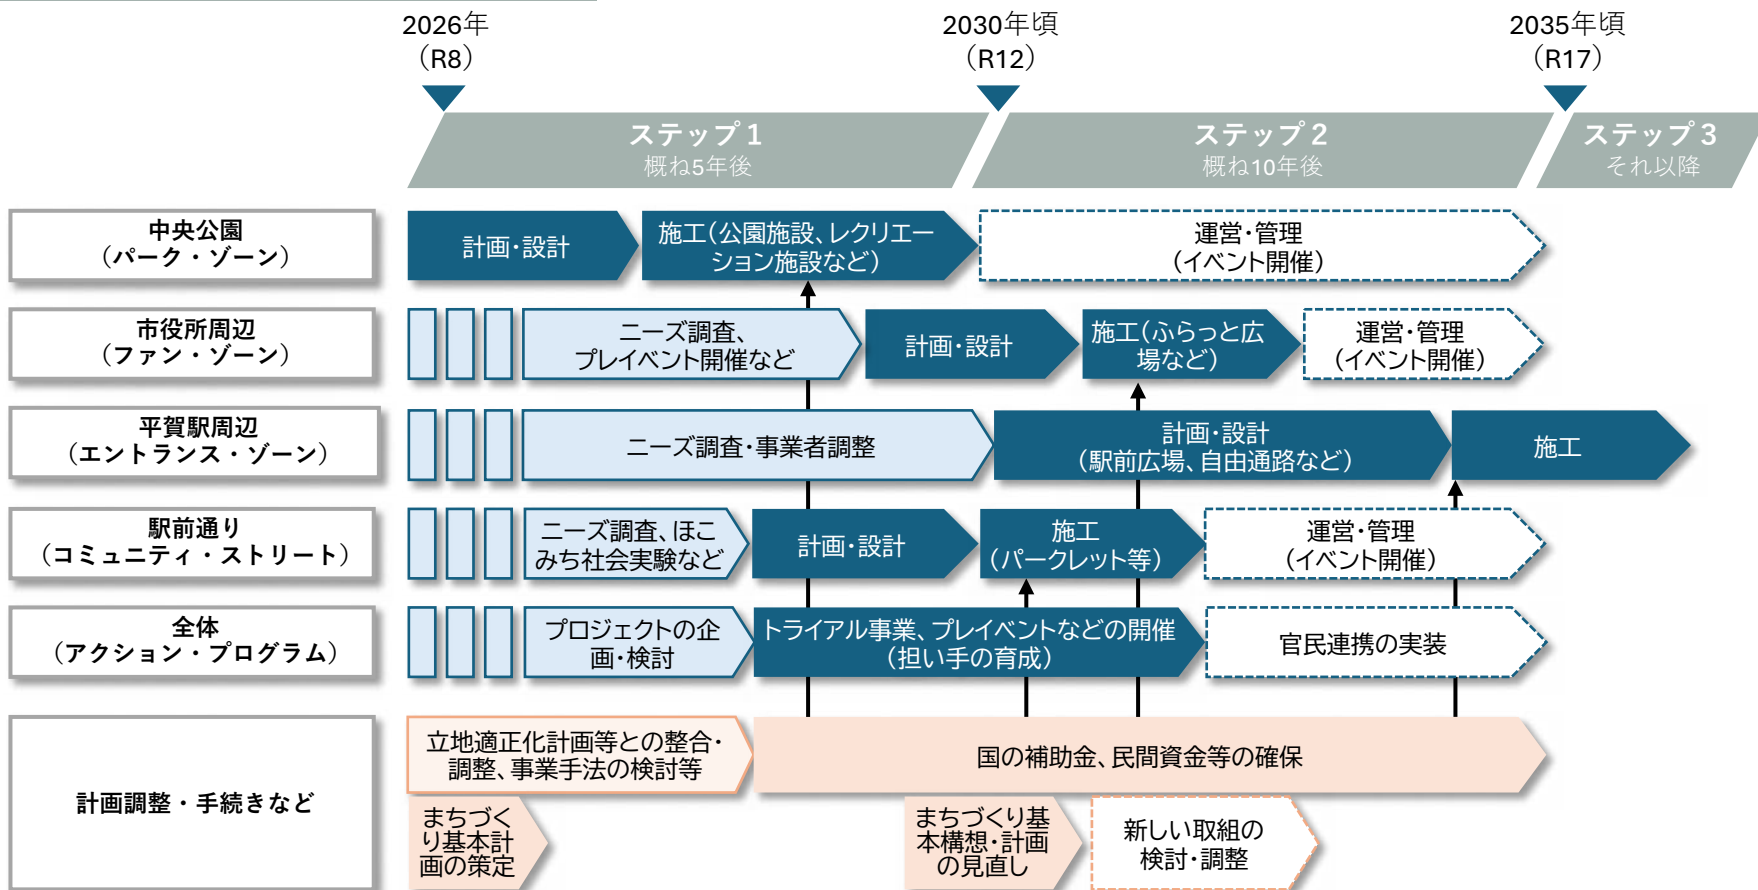 2026年
（R8）
2030年頃
（R12）
2035年頃
（R17）
ステップ１
概ね5年後
ステップ２
概ね10年後
ステップ３
それ以降
中央公園
（パーク・ゾーン）
計画・設計
施工（公園施設、レクリエー
ション施設など）
運営・管理
（イベント開催）
市役所周辺
（ファン・ゾーン）
ニーズ調査、
プレイベント開催など
計画・設計
施工（ふらっと広
場など）
運営・管理
（イベント開催）
平賀駅周辺
（エントランス・ゾーン）
ニーズ調査・事業者調整
計画・設計
（駅前広場、自由通路など）
施工
駅前通り
（コミュニティ・ストリート）
ニーズ調査、ほこ
みち社会実験など
計画・設計
施工
（パークレット等）
運営・管理
（イベント開催）
全体
（アクション・プログラム）
プロジェクトの企
画・検討
トライアル事業、プレイベントなどの開催
（担い手の育成）
官民連携の実装
計画調整・手続きなど
立地適正化計画等との整合・
調整、事業手法の検討等
国の補助金、民間資金等の確保
まちづく
り基本計
画の策定
まちづくり基
本構想・計画
の見直し
新しい取組の
検討・調整